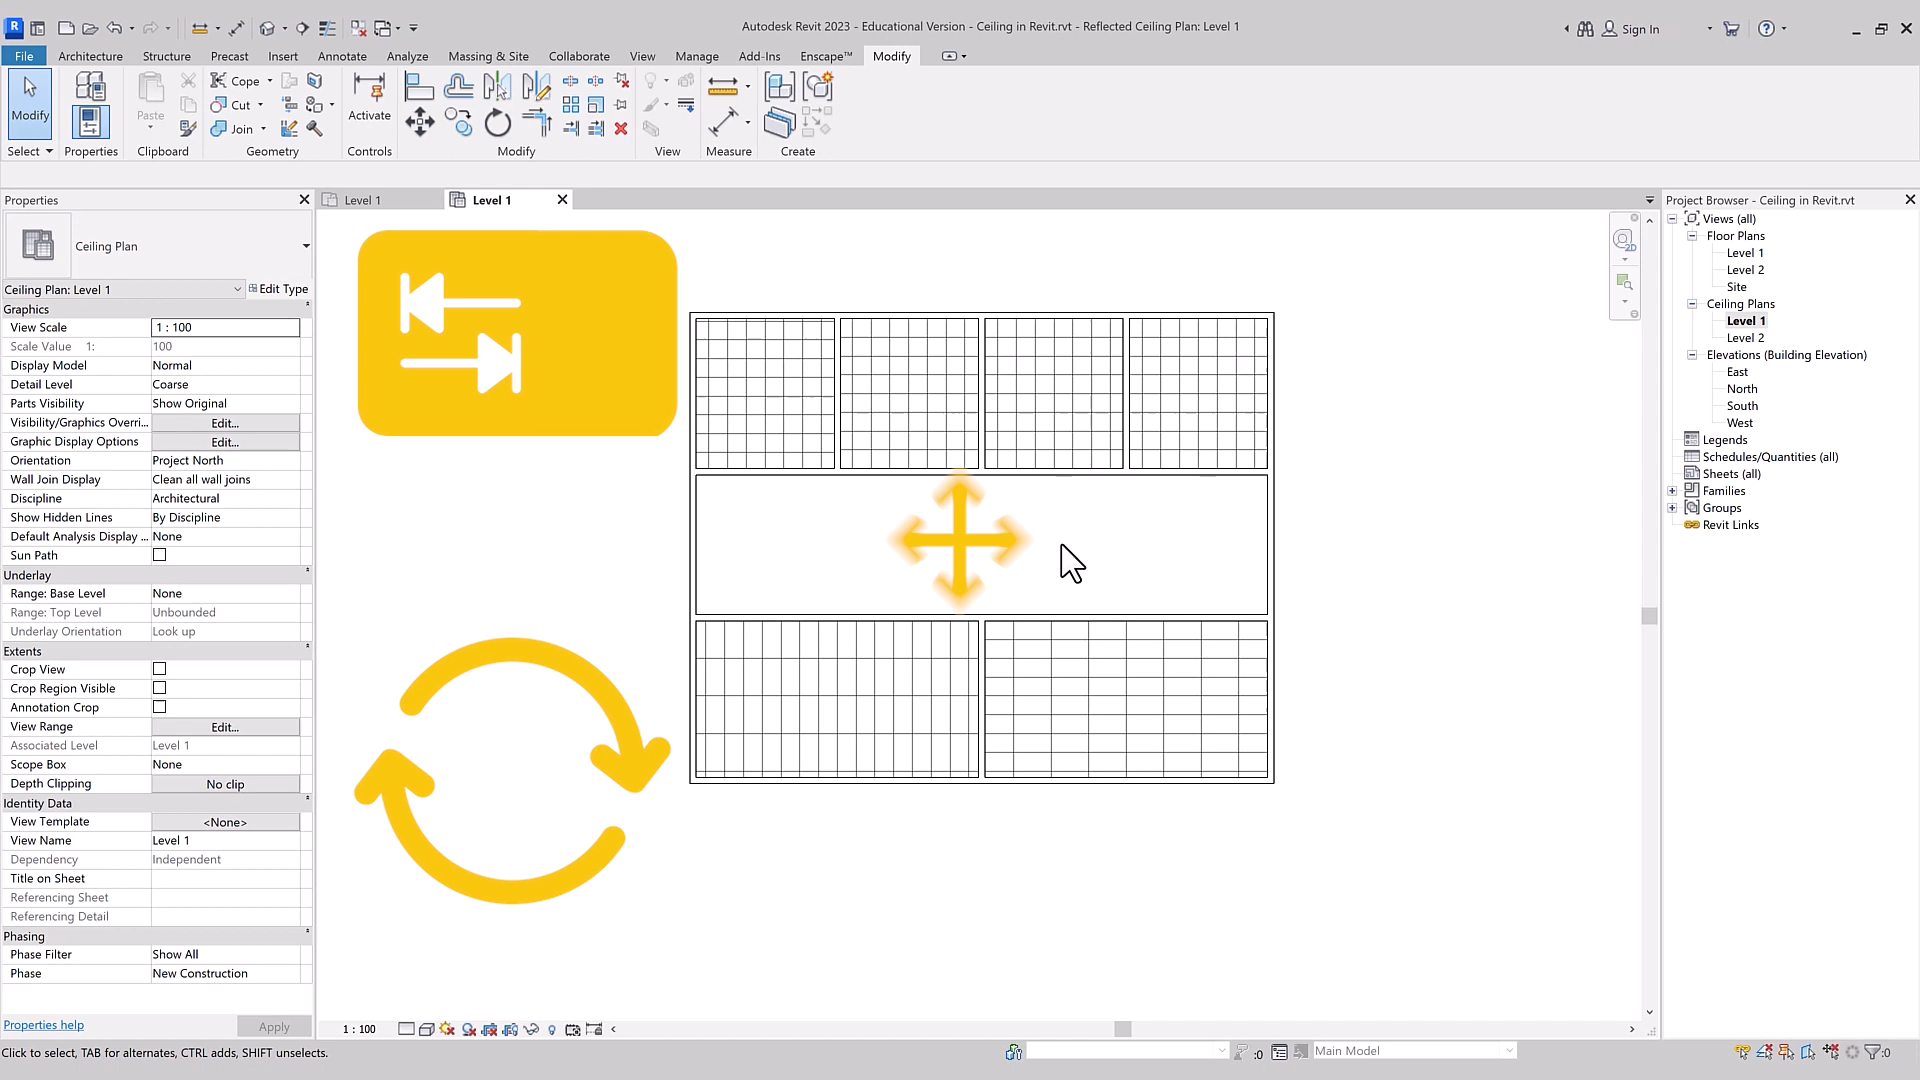 Autodesk Revit 2023 - Educational Version - Ceiling in Revit.rvt - Reflected Ceiling Plan: Level 1
Sign In
File Architecture Structure Precast Insert Annotate Analyze Massing & Site Collaborate View Manage Add-Ins Enscape™ Modify
Modify
Paste
Cope
Cut
Join
Activate
Select Properties Clipboard Geometry Controls Modify View Measure Create
Properties
Level 1
Level 1
Project Browser - Ceiling in Revit.rvt
Ceiling Plan
Ceiling Plan: Level 1
Edit Type
Graphics
View Scale 1 : 100
Scale Value 1: 100
Display Model Normal
Detail Level Coarse
Parts Visibility Show Original
Visibility/Graphics Overri... Edit...
Graphic Display Options Edit...
Orientation Project North
Wall Join Display Clean all wall joins
Discipline Architectural
Show Hidden Lines By Discipline
Default Analysis Display ... None
Sun Path
Underlay
Range: Base Level None
Range: Top Level Unbounded
Underlay Orientation Look up
Extents
Crop View
Crop Region Visible
Annotation Crop
View Range Edit...
Associated Level Level 1
Scope Box None
Depth Clipping No clip
Identity Data
View Template <None>
View Name Level 1
Dependency Independent
Title on Sheet
Referencing Sheet
Referencing Detail
Phasing
Phase Filter Show All
Phase New Construction
Properties help
Apply
2D
Views (all)
Floor Plans
Level 1
Level 2
Site
Ceiling Plans
Level 1
Level 2
Elevations (Building Elevation)
East
North
South
West
Legends
Schedules/Quantities (all)
Sheets (all)
Families
Groups
Revit Links
1 : 100
Click to select, TAB for alternates, CTRL adds, SHIFT unselects.
:0
Main Model
:0